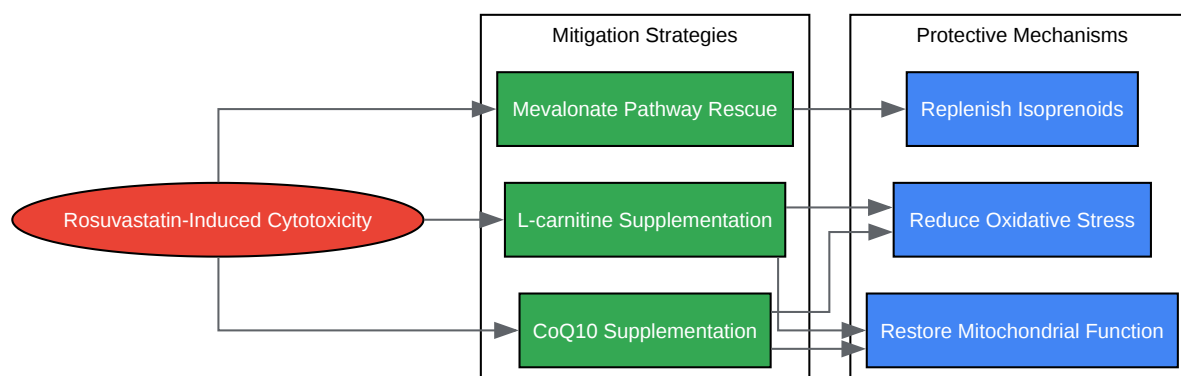 Mitigation Strategies
Protective Mechanisms
Mevalonate Pathway Rescue
Replenish Isoprenoids
Rosuvastatin-Induced Cytotoxicity
L-carnitine Supplementation
Reduce Oxidative Stress
CoQ10 Supplementation
Restore Mitochondrial Function